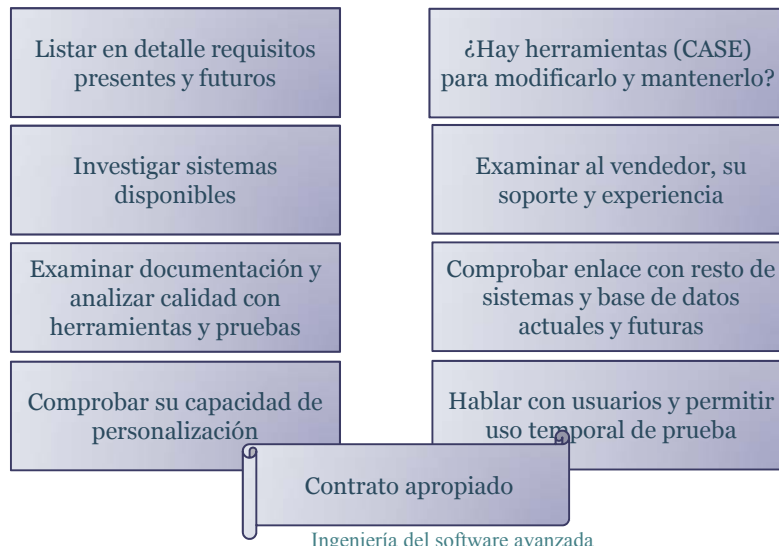 Listar en detalle requisitos
presentes y futuros
Investigar sistemas
disponibles
Examinar documentación y
analizar calidad con
herramientas y pruebas
Comprobar su capacidad de
personalización
¿Hay herramientas (CASE)
para modificarlo y mantenerlo?
Examinar al vendedor, su
soporte y experiencia
Comprobar enlace con resto de
sistemas y base de datos
actuales y futuras
Hablar con usuarios y permitir
uso temporal de prueba
Contrato apropiado
Ingeniería del software avanzada